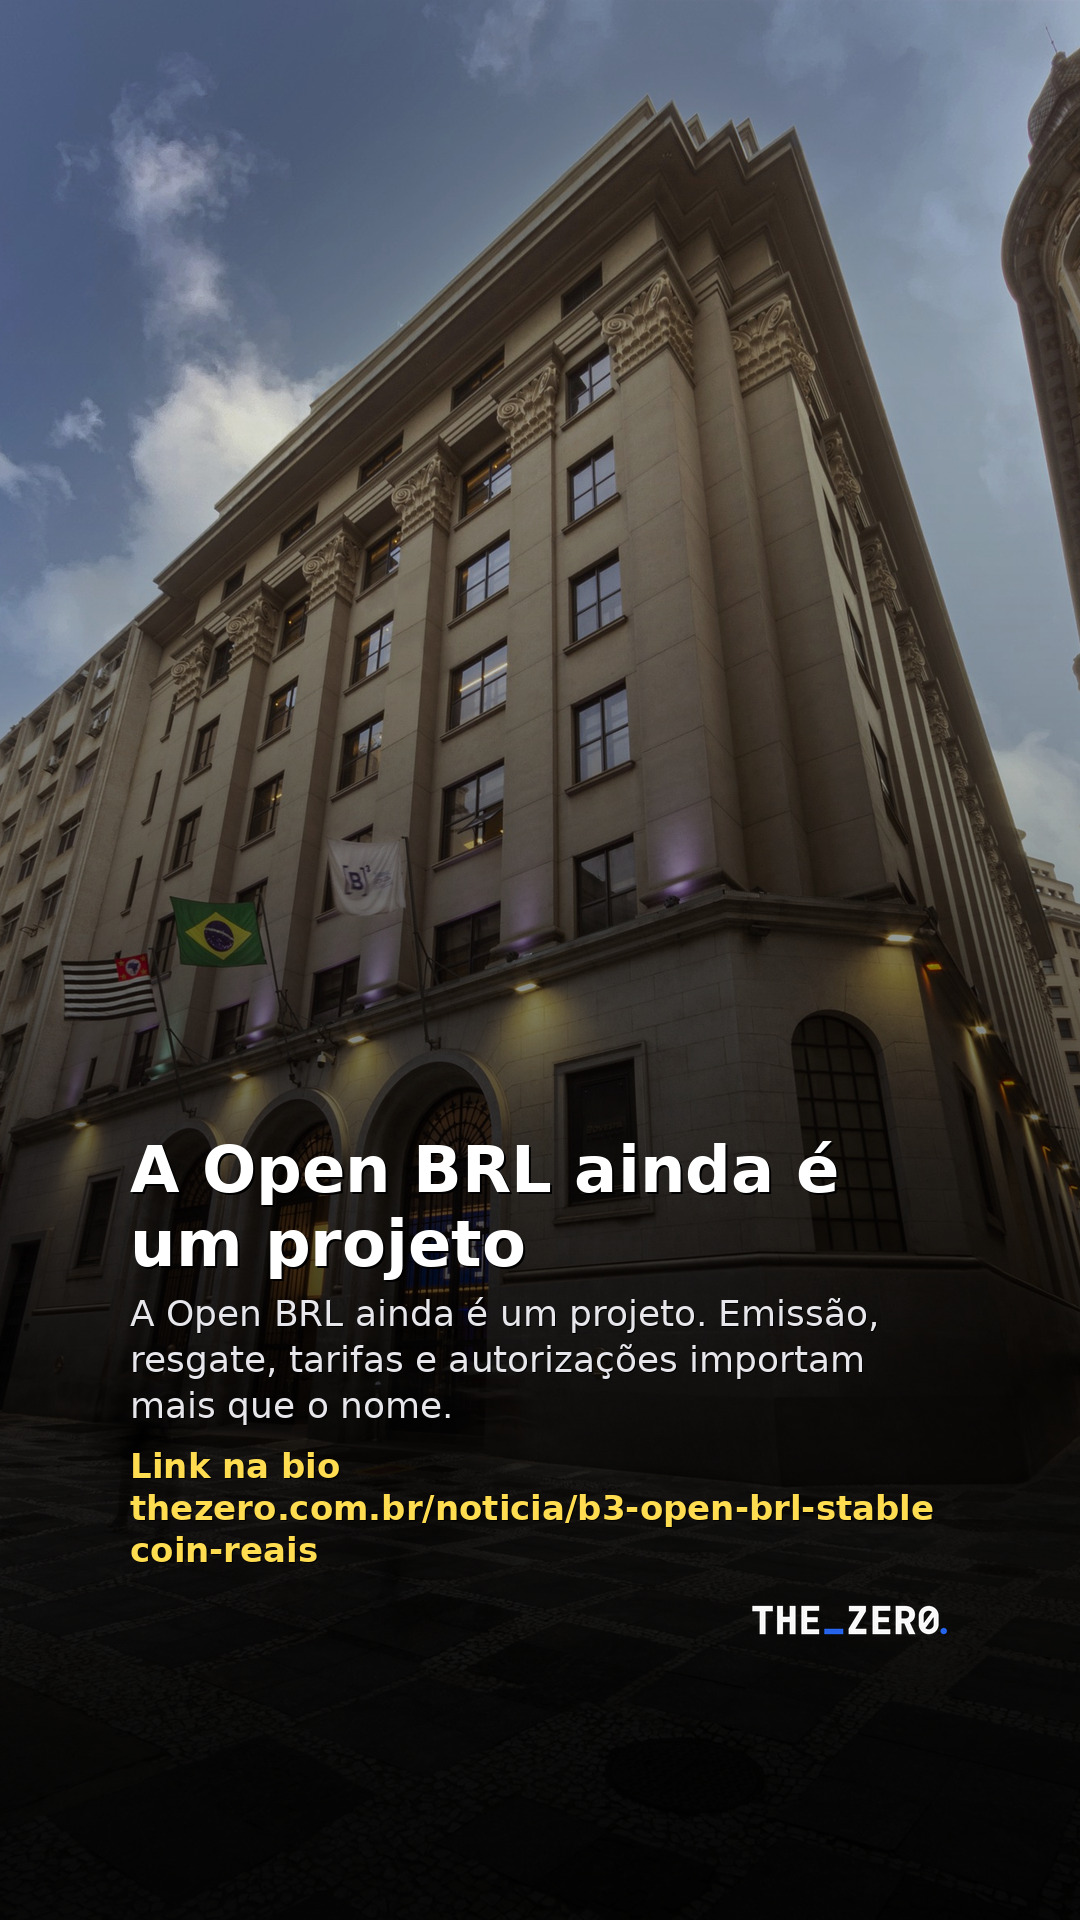 [B]³
A Open BRL ainda é
um projeto
A Open BRL ainda é um projeto. Emissão,
resgate, tarifas e autorizações importam
mais que o nome.
Link na bio
thezero.com.br/noticia/b3-open-brl-stable
coin-reais
THE_ZERO.